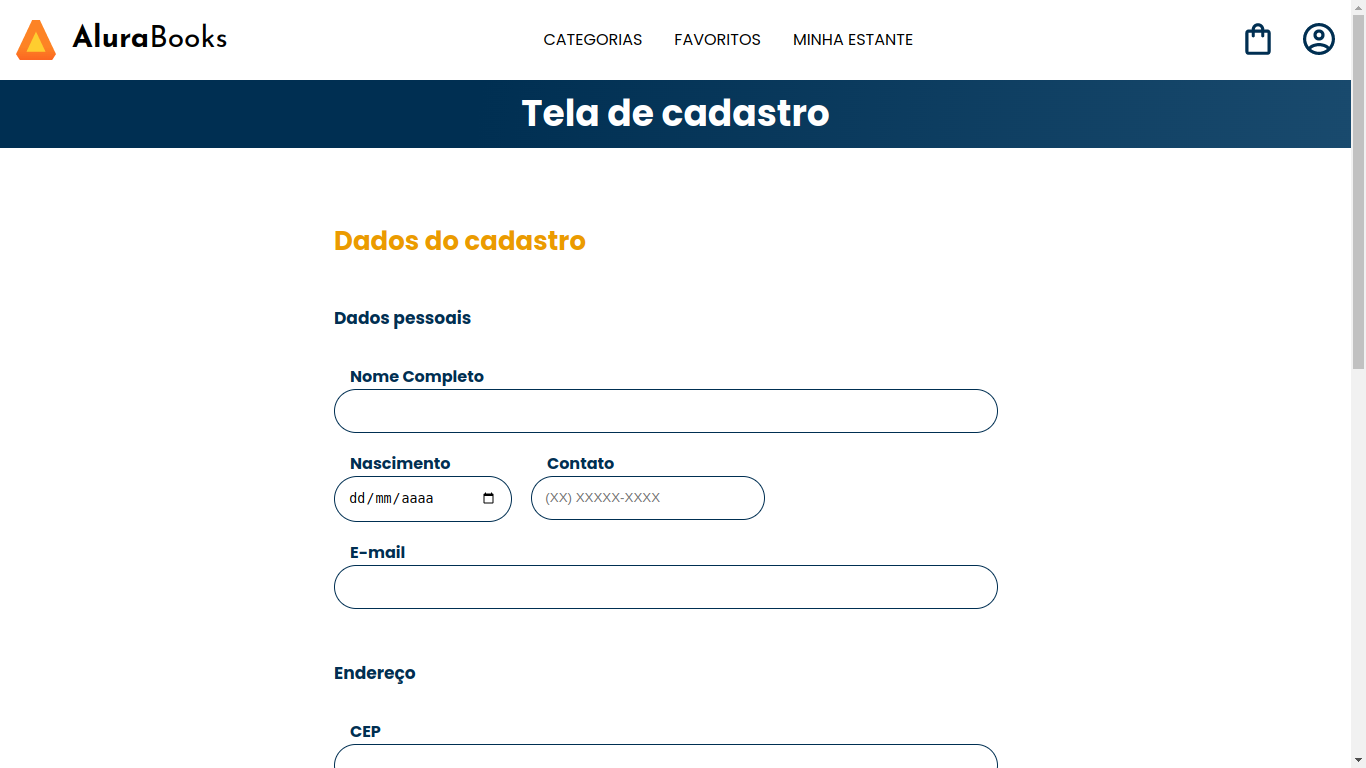 AluraBooks
CATEGORIAS FAVORITOS MINHA ESTANTE
Tela de cadastro
Dados do cadastro
Dados pessoais
Nome Completo
Nascimento Contato
dd/mm/aaaa (XX) XXXXX-XXXX
E-mail
Endereço
CEP